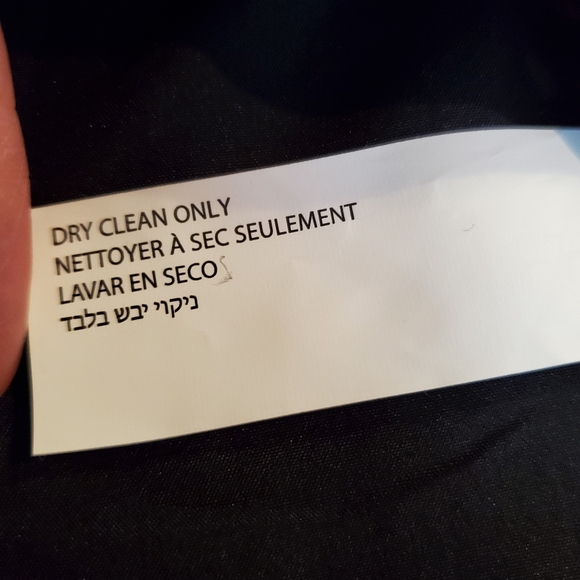 DRY CLEAN ONLY
NETTOYER À SEC SEULEMENT
LAVAR EN SECO
ניקוי יבש בלבד